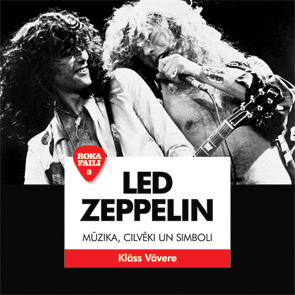 ROKA
FAILI
3
LED
ZEPPELIN
MŪZIKA, CILVĒKI UN SIMBOLI
Klāss Vāvere